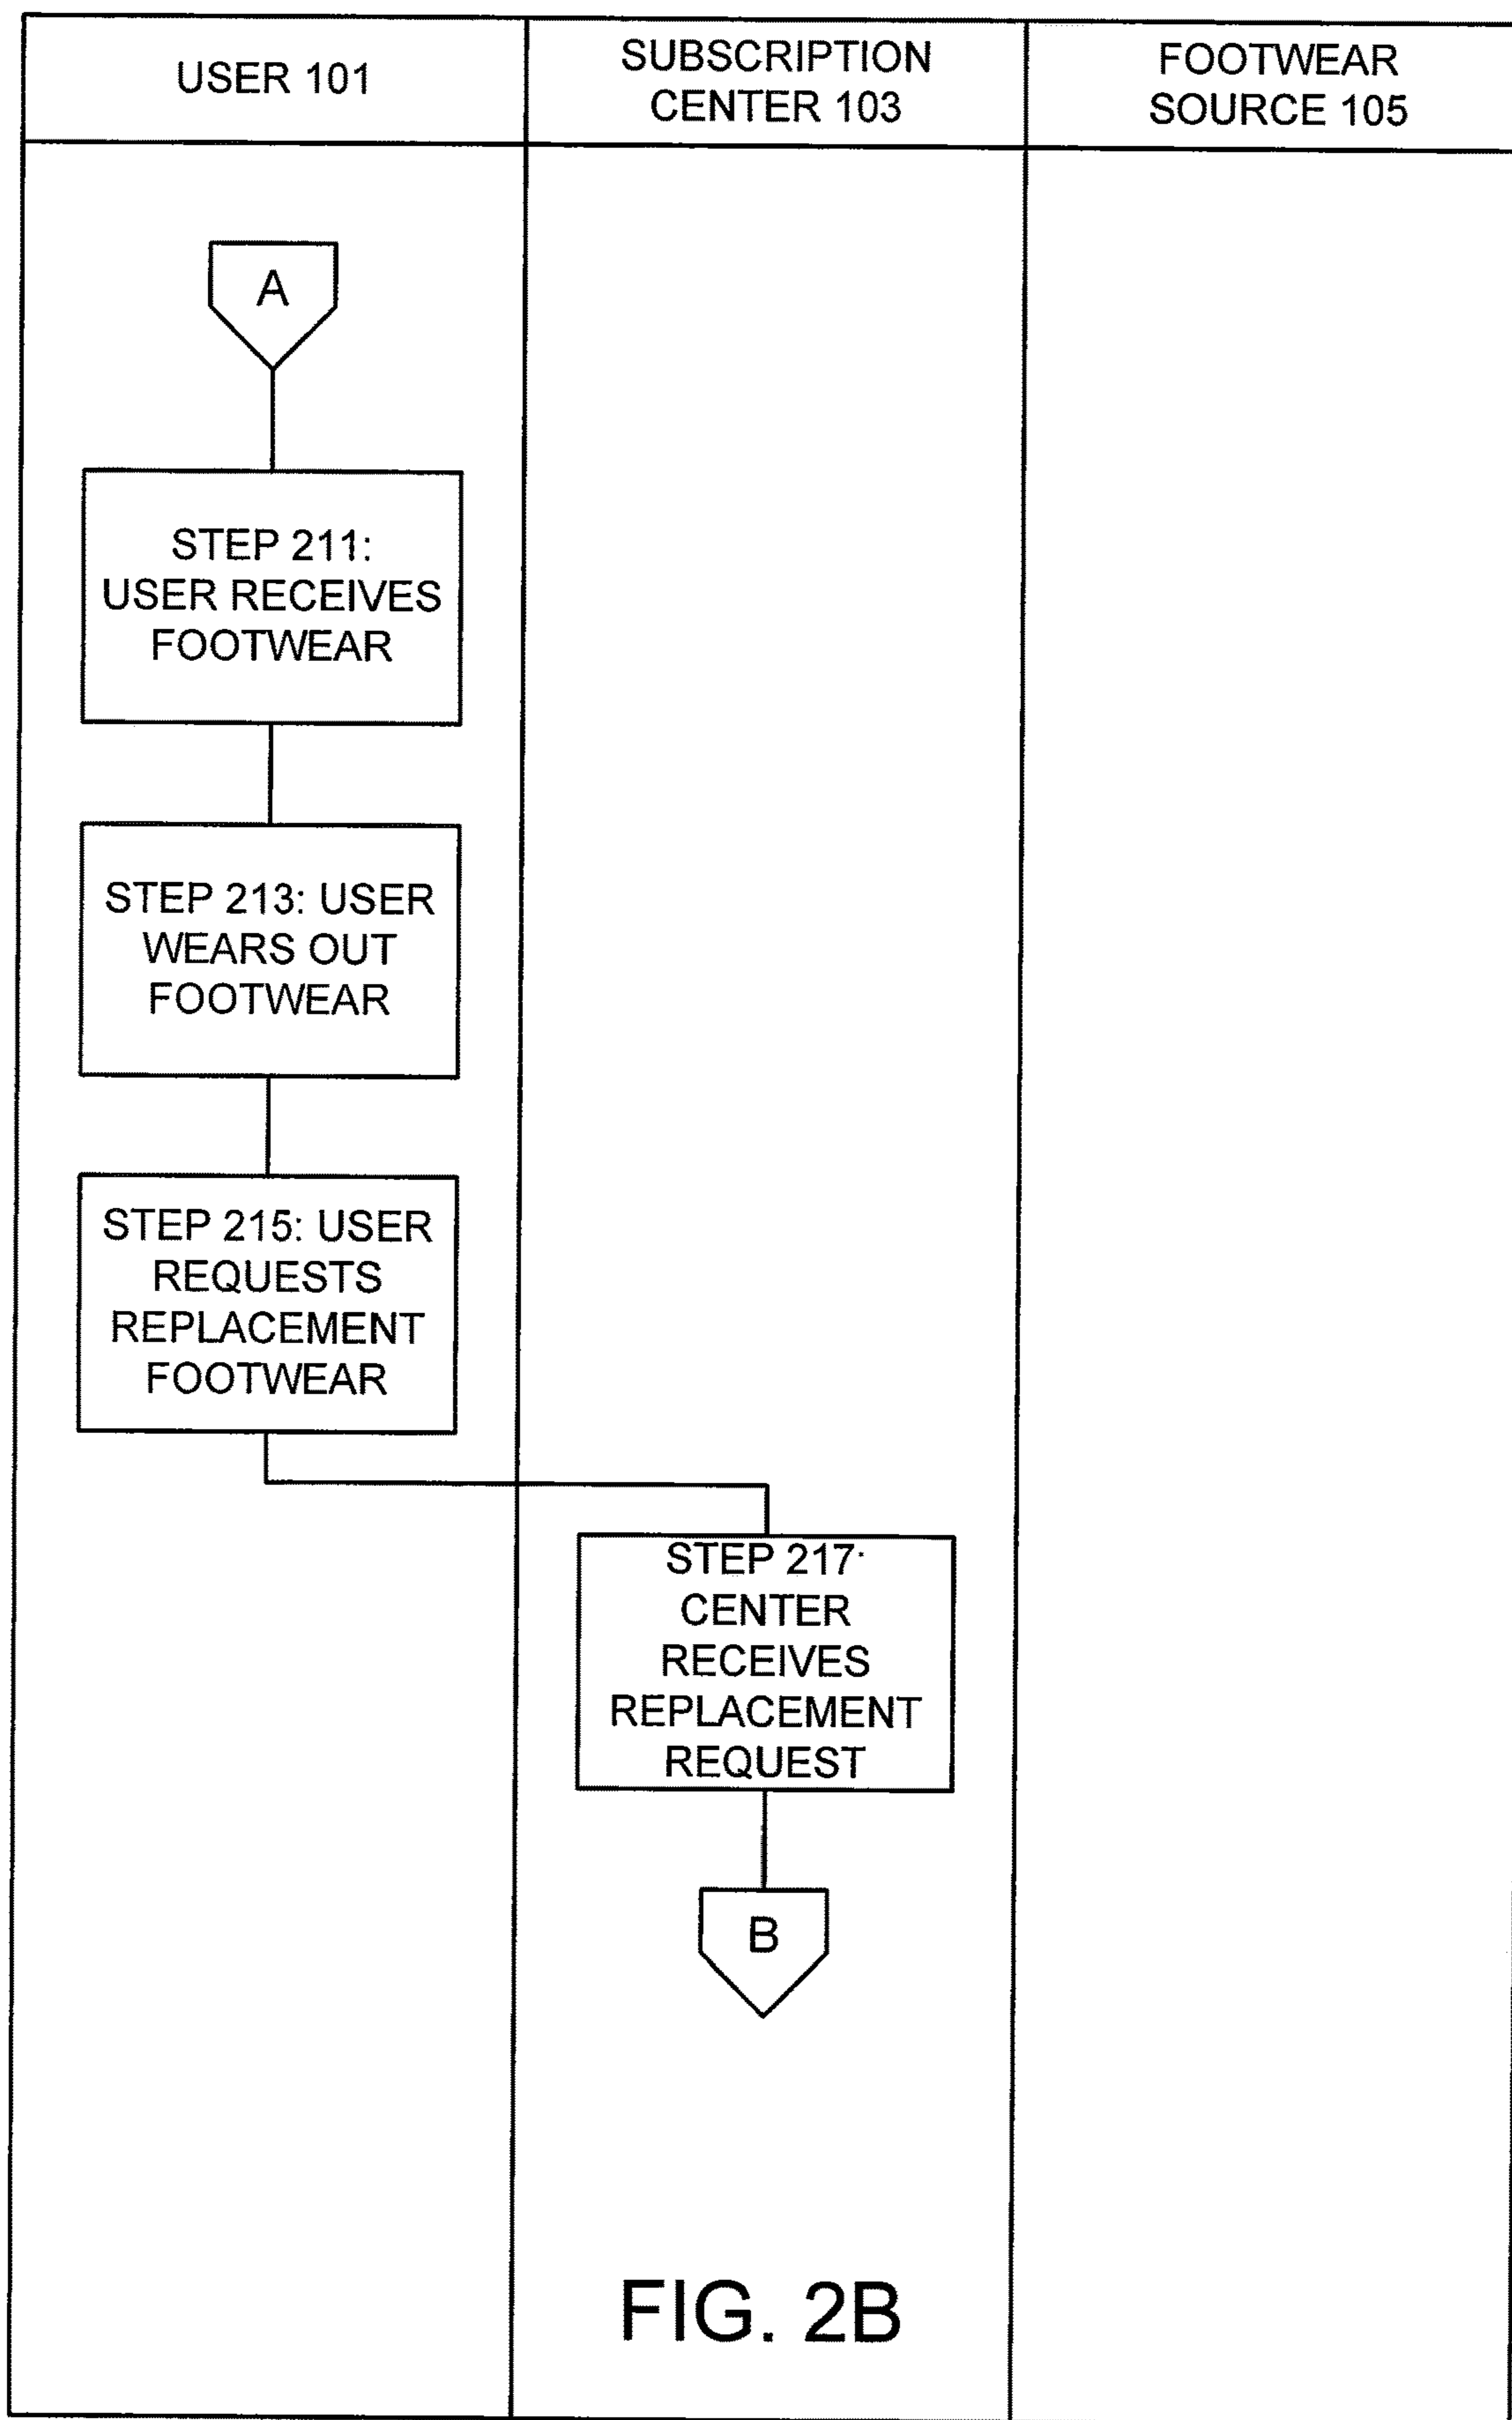 USER 101
SUBSCRIPTION
CENTER 103
FOOTWEAR
SOURCE 105
A
STEP 211:
USER RECEIVES
FOOTWEAR
STEP 213: USER
WEARS OUT
FOOTWEAR
STEP 215: USER
REQUESTS
REPLACEMENT
FOOTWEAR
STEP 217:
CENTER
RECEIVES
REPLACEMENT
REQUEST
B
FIG. 2B